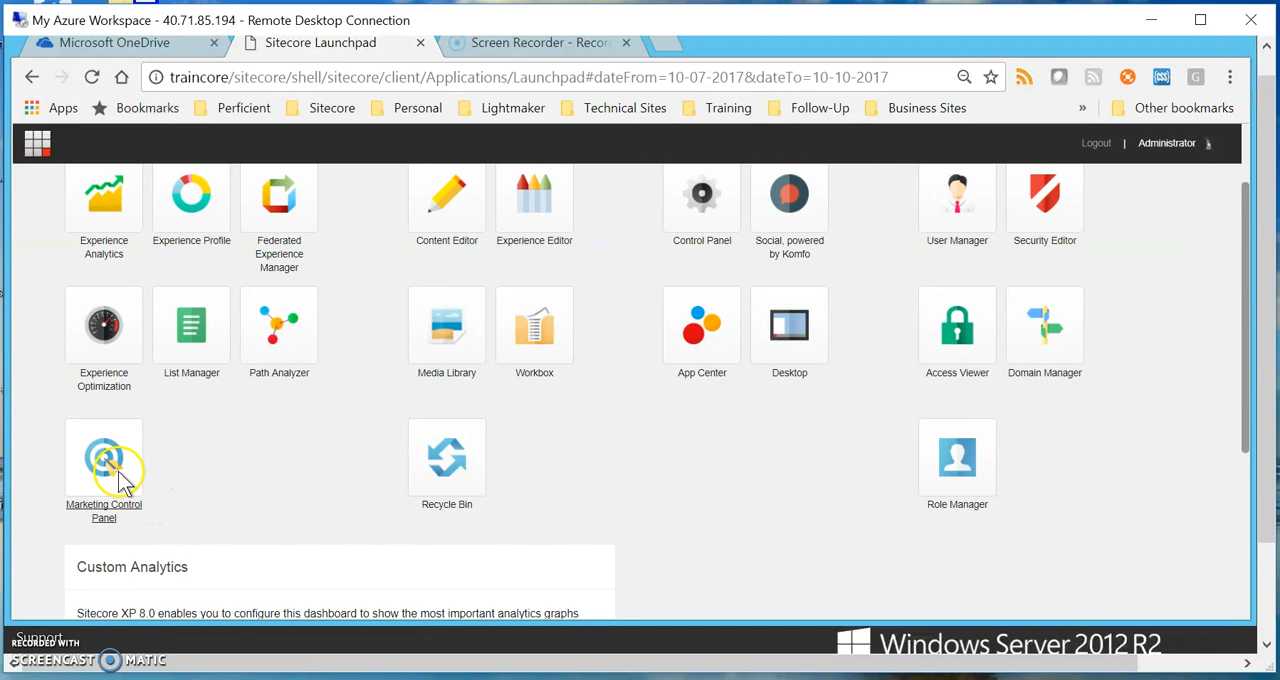 My Azure Workspace - 40.71.85.194 - Remote Desktop Connection
Microsoft OneDrive
Sitecore Launchpad
Screen Recorder - Recor
traincore/sitecore/shell/sitecore/client/Applications/Launchpad#dateFrom=10-07-2017&dateTo=10-10-2017
CSS
G
Apps
Bookmarks
Perficient
Sitecore
Personal
Lightmaker
Technical Sites
Training
Follow-Up
Business Sites
»
Other bookmarks
Logout | Administrator
Experience
Analytics
Experience Profile
Federated
Experience
Manager
Content Editor
Experience Editor
Control Panel
Social, powered
by Komfo
User Manager
Security Editor
Experience
Optimization
List Manager
Path Analyzer
Media Library
Workbox
App Center
Desktop
Access Viewer
Domain Manager
Marketing Control
Panel
Recycle Bin
Role Manager
Custom Analytics
Sitecore XP 8.0 enables you to configure this dashboard to show the most important analytics graphs
Support
RECORDED WITH
SCREENCAST MATIC
Windows Server 2012 R2